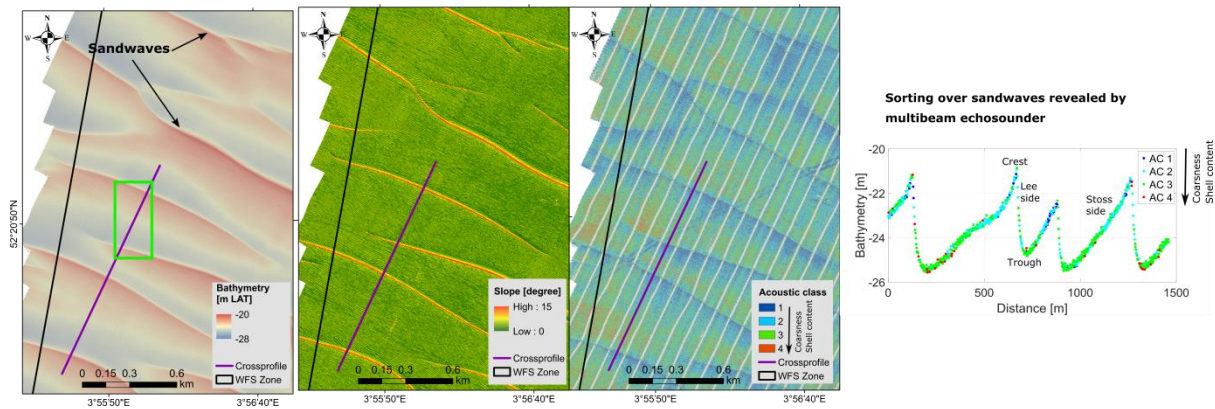 N
W E
S
Sandwaves
52°20'50"N
Bathymetry
[m LAT]
-20
-28
Crossprofile
WFS Zone
0 0.15 0.3 0.6
km
3°55'50"E
3°56'40"E
N
W E
S
Slope [degree]
High : 15
Low : 0
Crossprofile
WFS Zone
0 0.15 0.3 0.6
km
3°55'50"E
3°56'40"E
N
W E
S
Acoustic class
1
2
3
4
Coarsness
Shell content
Crossprofile
WFS Zone
0 0.15 0.3 0.6
km
3°55'50"E
3°56'40"E
Sorting over sandwaves revealed by
multibeam echosounder
Bathymetry [m]
-20
-22
-24
-26
Crest
Lee
side
Trough
Stoss
side
AC 1
AC 2
AC 3
AC 4
Coarsness
Shell content
0 500 1000 1500
Distance [m]